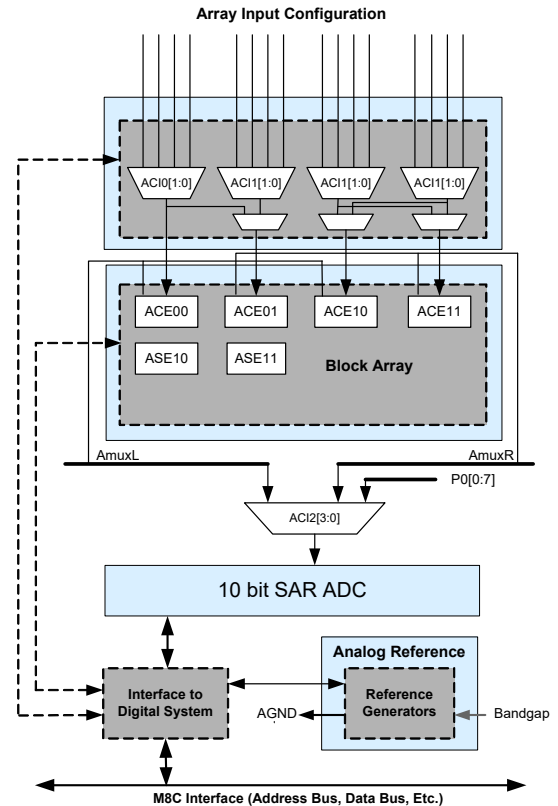 Array Input Configuration
ACI0[1:0] ACI1[1:0] ACI1[1:0] ACI1[1:0]
ACE00 ACE01 ACE10 ACE11
ASE10 ASE11
Block Array
AmuxL AmuxR
P0[0:7]
ACI2[3:0]
10 bit SAR ADC
Analog Reference
Interface to
Digital System
Reference
Generators
AGND
Bandgap
M8C Interface (Address Bus, Data Bus, Etc.)